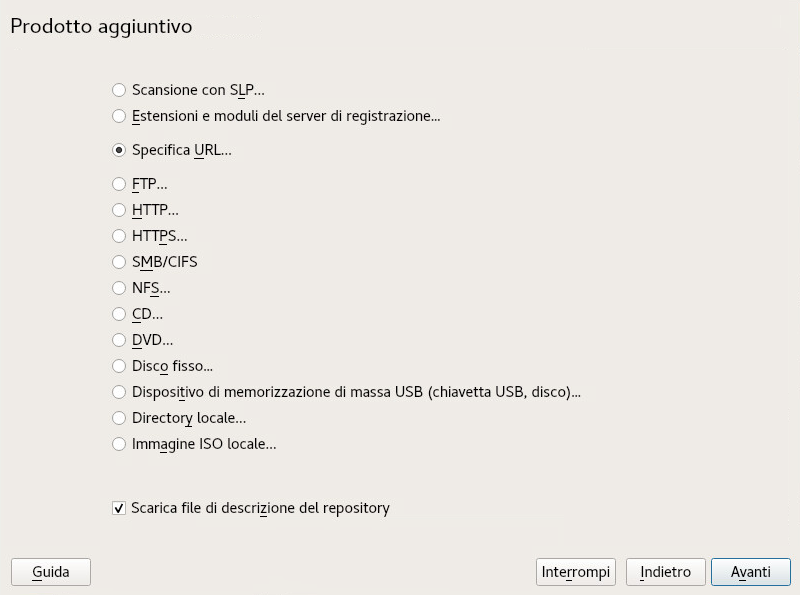 Prodotto aggiuntivo
Scansione con SLP...
Estensioni e moduli del server di registrazione...
Specifica URL...
FTP...
HTTP...
HTTPS...
SMB/CIFS
NFS...
CD...
DVD...
Disco fisso...
Dispositivo di memorizzazione di massa USB (chiavetta USB, disco)...
Directory locale...
Immagine ISO locale...
Scarica file di descrizione del repository
Guida Interrompi Indietro Avanti